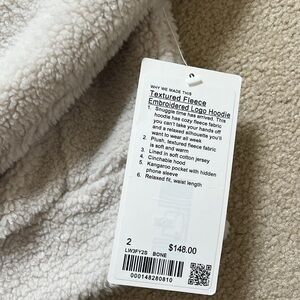 WHY WE MADE THIS
Textured Fleece
Embroidered Logo Hoodie
1. Snuggle time has arrived. This
hoodie has cozy fleece fabric
you can't take your hands off
and a relaxed silhouette you'll
want to wear all week
2. Plush, textured fleece fabric
is soft and warm
3. Lined in soft cotton jersey
4. Cinchable hood
5. Kangaroo pocket with hidden
phone sleeve
6. Relaxed fit, waist length
2
$148.00
LW3FY2S BONE
000148280810